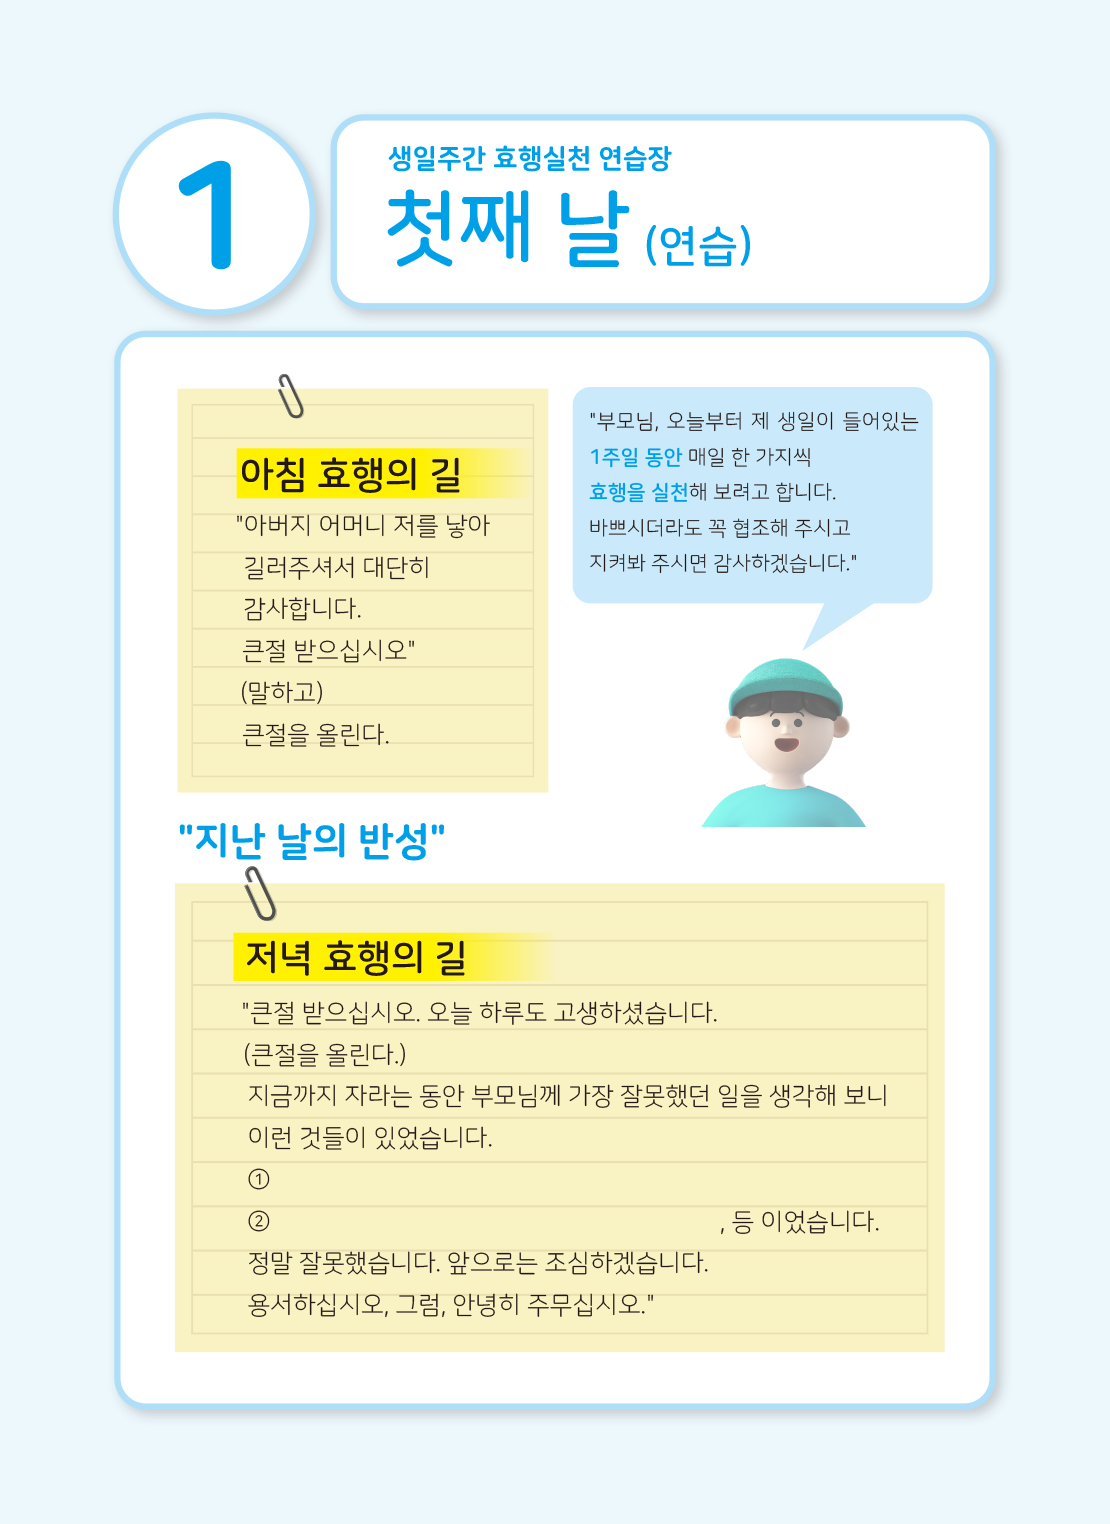 1
생일주간 효행실천 연습장
첫째 날 (연습)
아침 효행의 길
"아버지 어머니 저를 낳아
길러주셔서 대단히
감사합니다.
큰절 받으십시오"
(말하고)
큰절을 올린다.
"부모님, 오늘부터 제 생일이 들어있는
1주일 동안 매일 한 가지씩
효행을 실천해 보려고 합니다.
바쁘시더라도 꼭 협조해 주시고
지켜봐 주시면 감사하겠습니다."
"지난 날의 반성"
저녁 효행의 길
"큰절 받으십시오. 오늘 하루도 고생하셨습니다.
(큰절을 올린다.)
지금까지 자라는 동안 부모님께 가장 잘못했던 일을 생각해 보니
이런 것들이 있었습니다.
①
② , 등 이었습니다.
정말 잘못했습니다. 앞으로는 조심하겠습니다.
용서하십시오, 그럼, 안녕히 주무십시오."